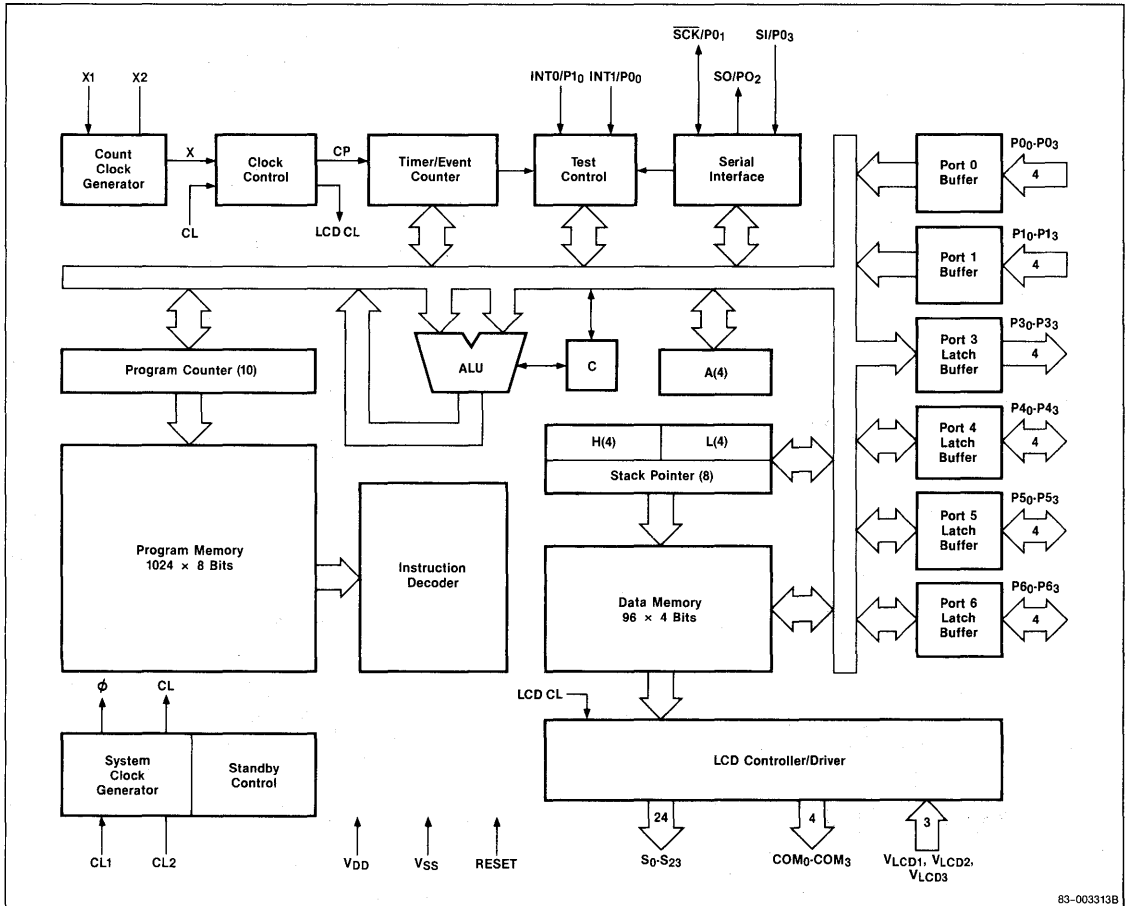 SCK/P0₁ SI/P0₃
X1 X2
INT0/P1₀ INT1/P0₀ SO/PO₂
Count
Clock
Generator
X
Clock
Control
CP
Timer/Event
Counter
Test
Control
Serial
Interface
CL
LCD CL
Port 0
Buffer
P0₀-P0₃
4
Port 1
Buffer
P1₀-P1₃
4
Port 3
Latch
Buffer
P3₀-P3₃
4
Port 4
Latch
Buffer
P4₀-P4₃
4
Port 5
Latch
Buffer
P5₀-P5₃
4
Port 6
Latch
Buffer
P6₀-P6₃
4
Program Counter (10)
ALU
C
A(4)
H(4) L(4)
Stack Pointer (8)
Program Memory
1024 × 8 Bits
Instruction
Decoder
Data Memory
96 × 4 Bits
ϕ CL
LCD CL
System
Clock
Generator
Standby
Control
LCD Controller/Driver
24 4 3
CL1 CL2
VDD VSS RESET
S₀-S₂₃ COM₀-COM₃
VLCD1, VLCD2,
VLCD3
83-003313B